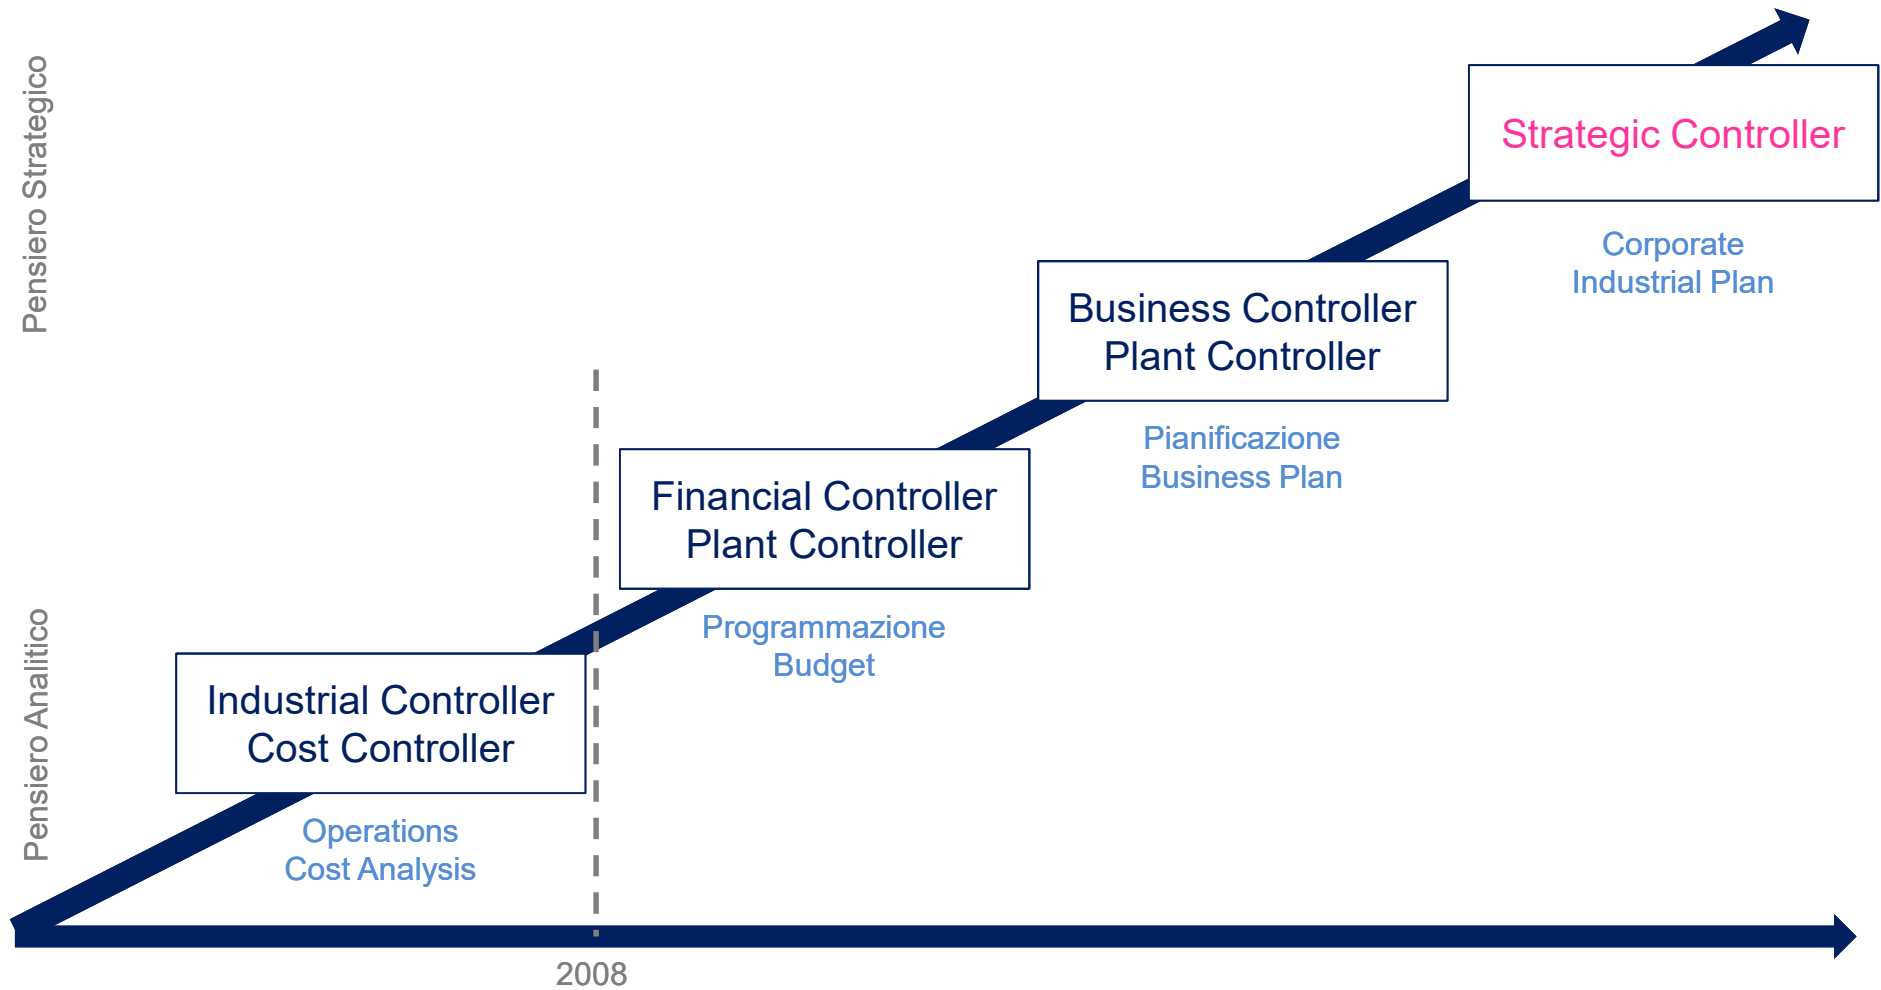 Pensiero Strategico
Strategic Controller
Corporate
Industrial Plan
Business Controller
Plant Controller
Pianificazione
Business Plan
Financial Controller
Plant Controller
Programmazione
Budget
Pensiero Analitico
Industrial Controller
Cost Controller
Operations
Cost Analysis
2008